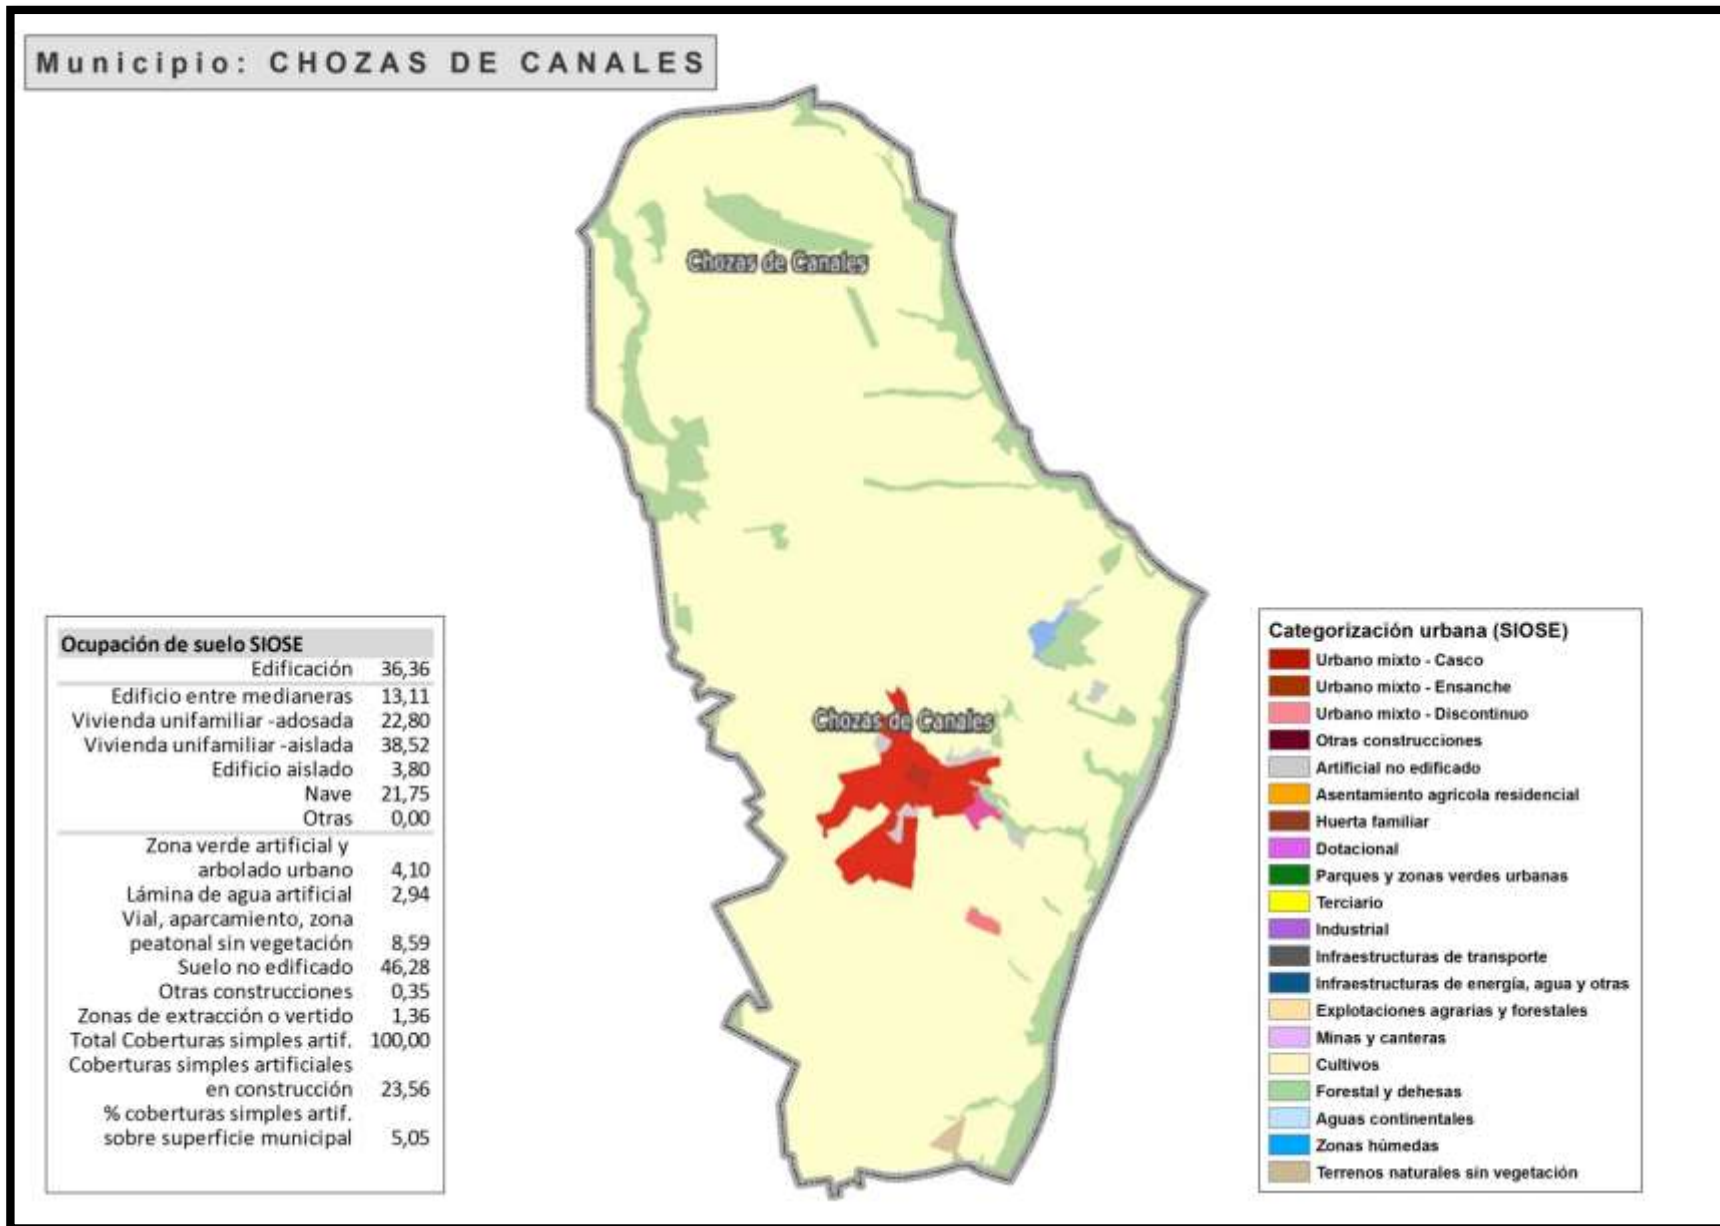 Municipio: CHOZAS DE CANALES
Chozas de Canales
Chozas de Canales
Ocupación de suelo SIOSE
Edificación 36,36
Edificio entre medianeras 13,11
Vivienda unifamiliar -adosada 22,80
Vivienda unifamiliar -aislada 38,52
Edificio aislado 3,80
Nave 21,75
Otras 0,00
Zona verde artificial y
arbolado urbano 4,10
Lámina de agua artificial 2,94
Vial, aparcamiento, zona
peatonal sin vegetación 8,59
Suelo no edificado 46,28
Otras construcciones 0,35
Zonas de extracción o vertido 1,36
Total Coberturas simples artif. 100,00
Coberturas simples artificiales
en construcción 23,56
% coberturas simples artif.
sobre superficie municipal 5,05
Categorización urbana (SIOSE)
Urbano mixto - Casco
Urbano mixto - Ensanche
Urbano mixto - Discontinuo
Otras construcciones
Artificial no edificado
Asentamiento agrícola residencial
Huerta familiar
Dotacional
Parques y zonas verdes urbanas
Terciario
Industrial
Infraestructuras de transporte
Infraestructuras de energía, agua y otras
Explotaciones agrarias y forestales
Minas y canteras
Cultivos
Forestal y dehesas
Aguas continentales
Zonas húmedas
Terrenos naturales sin vegetación